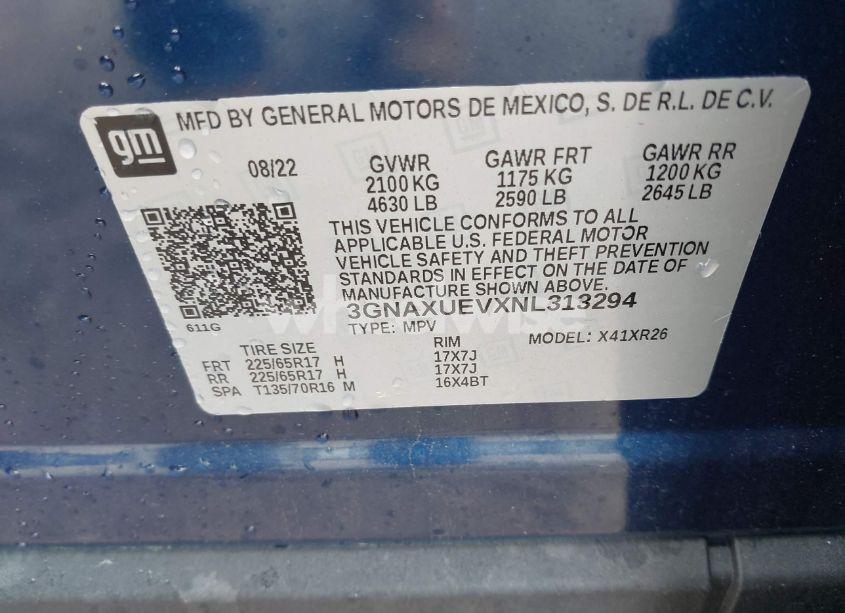 gm
MFD BY GENERAL MOTORS DE MEXICO, S. DE R.L. DE C.V.
08/22 GVWR GAWR FRT GAWR RR
2100 KG 1175 KG 1200 KG
4630 LB 2590 LB 2645 LB
THIS VEHICLE CONFORMS TO ALL
APPLICABLE U.S. FEDERAL MOTOR
VEHICLE SAFETY AND THEFT PREVENTION
STANDARDS IN EFFECT ON THE DATE OF
MANUFACTURE SHOWN ABOVE.
611G
3GNAXUEVXNL313294
TYPE: MPV MODEL: X41XR26
TIRE SIZE RIM
FRT 225/65R17 H 17X7J
RR 225/65R17 H 17X7J
SPA T135/70R16 M 16X4BT